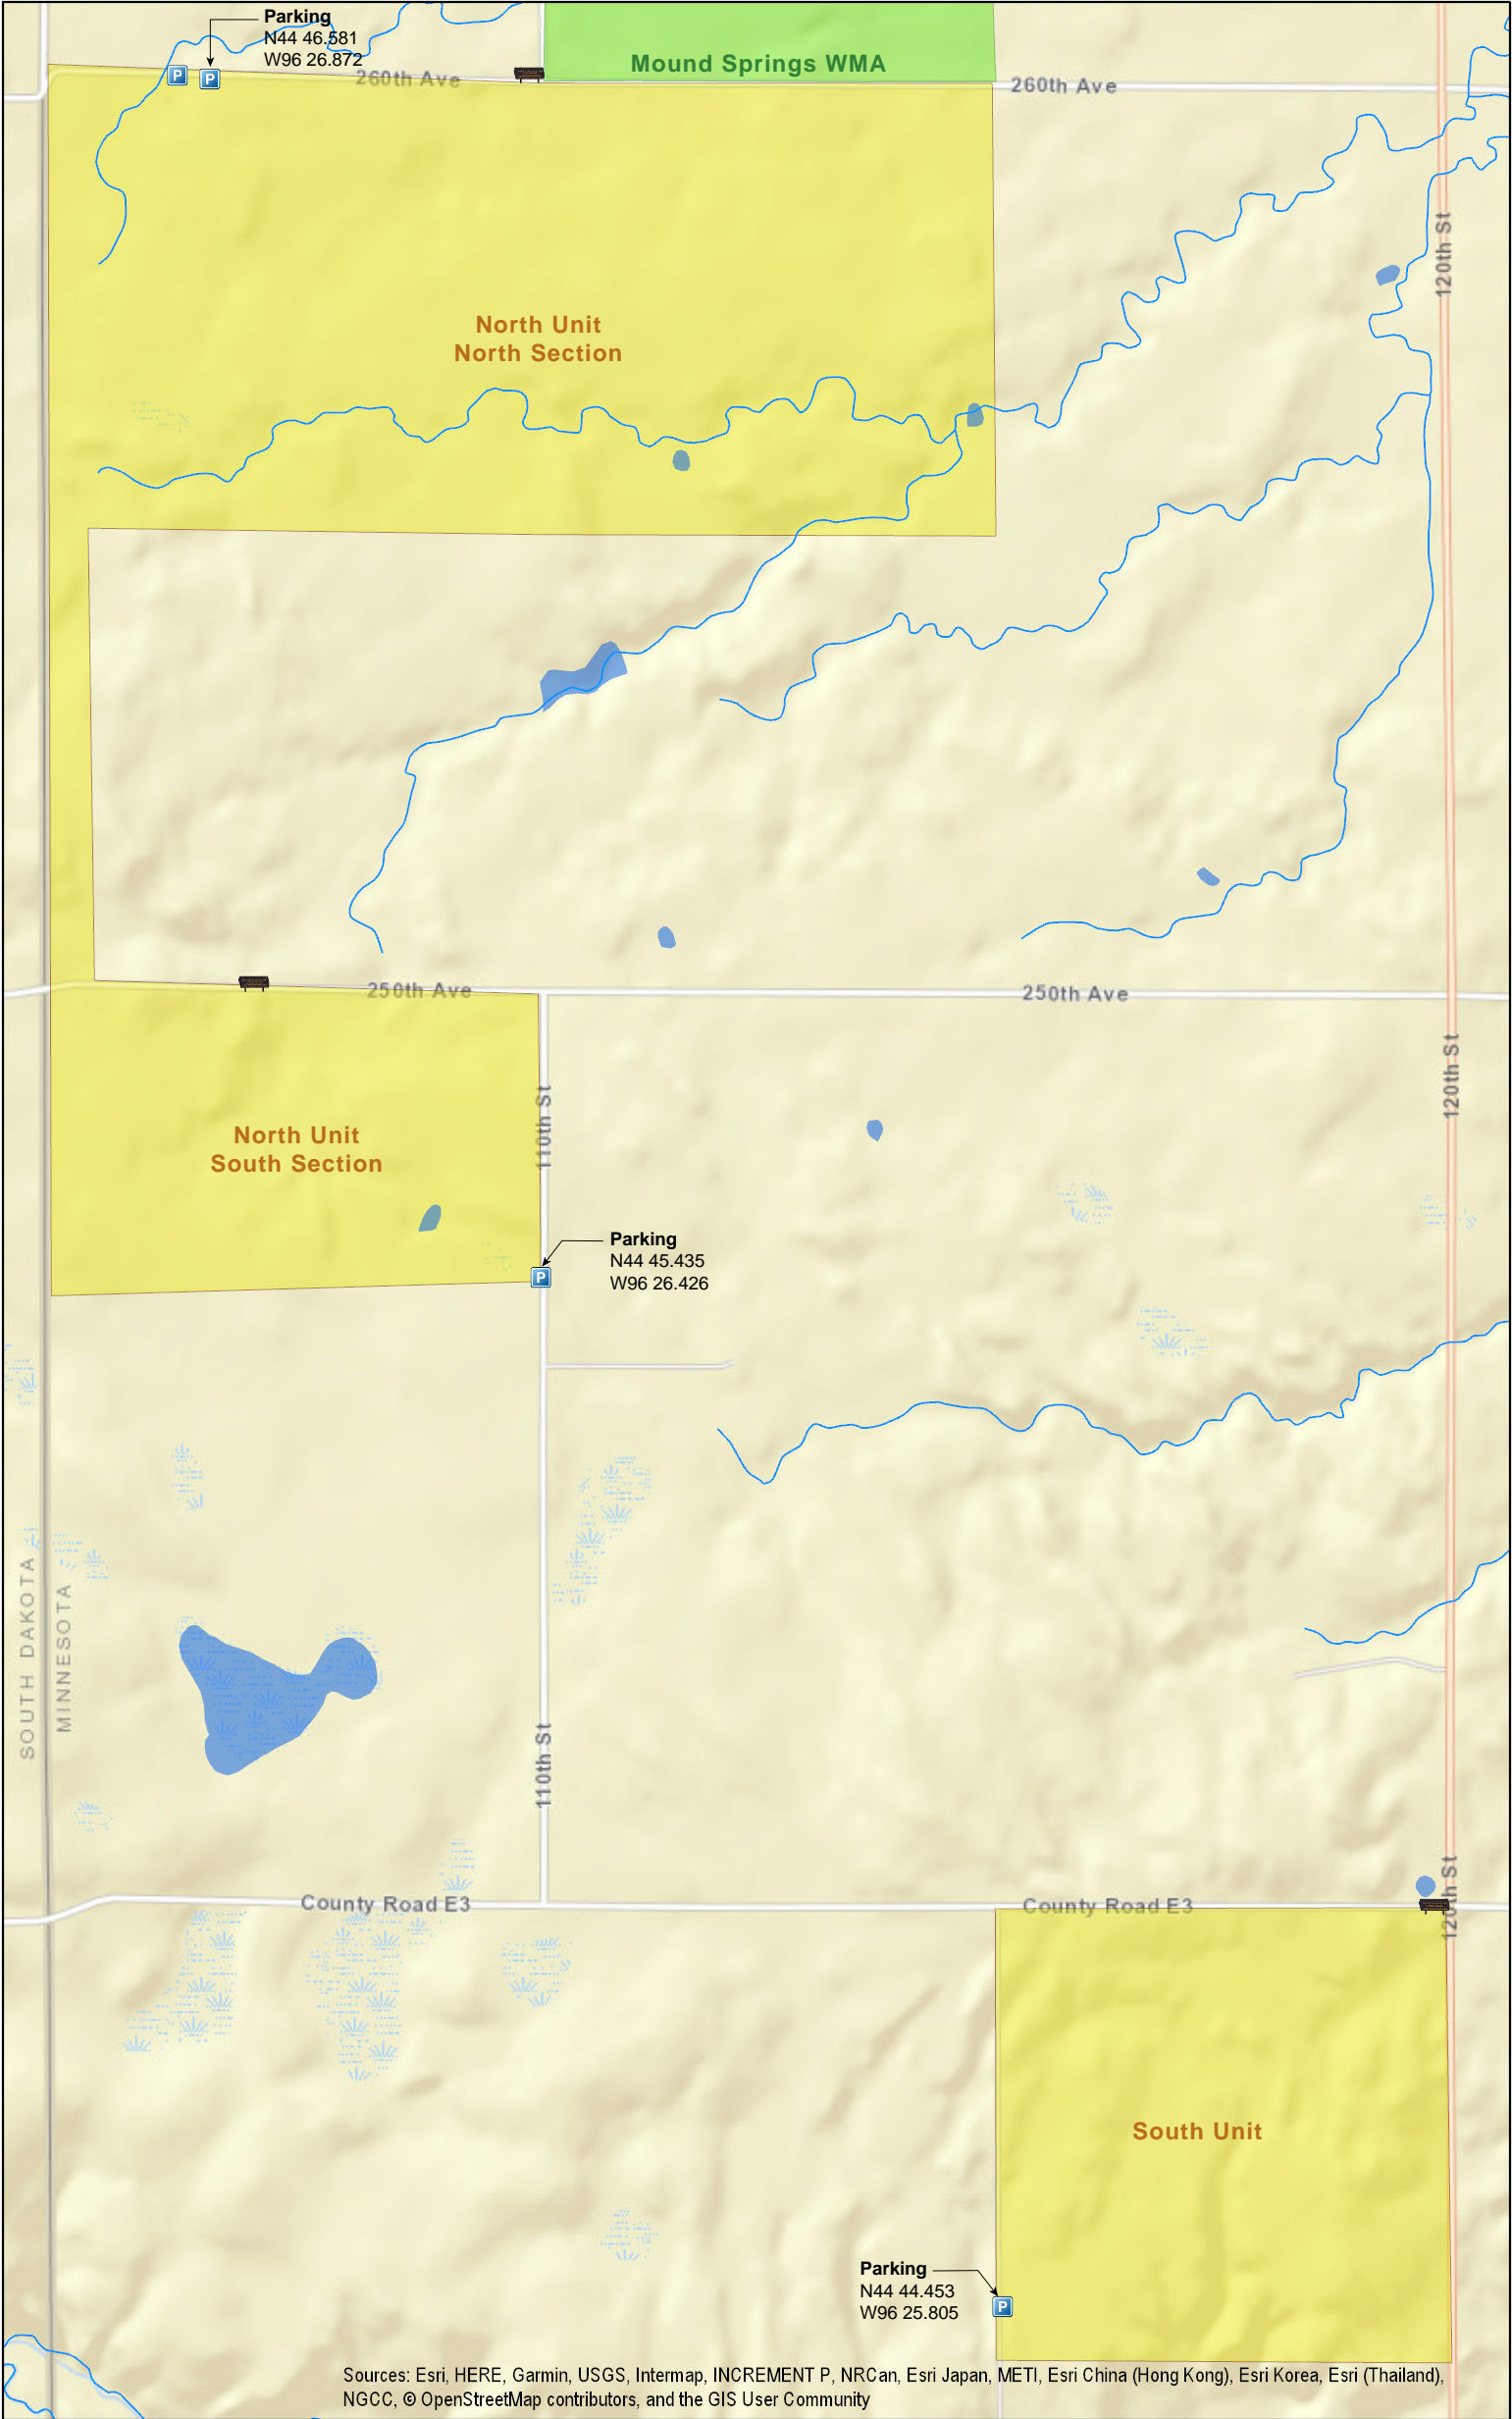 Parking
N44 46.581
W96 26.872
P
P
260th Ave
Mound Springs WMA
260th Ave
120th St
North Unit
North Section
250th Ave
250th Ave
120th St
110th St
North Unit
South Section
Parking
N44 45.435
W96 26.426
P
SOUTH DAKOTA
MINNESOTA
110th St
County Road E3
County Road E3
120th St
South Unit
Parking
N44 44.453
W96 25.805
P
Sources: Esri, HERE, Garmin, USGS, Intermap, INCREMENT P, NRCan, Esri Japan, METI, Esri China (Hong Kong), Esri Korea, Esri (Thailand),
NGCC, © OpenStreetMap contributors, and the GIS User Community